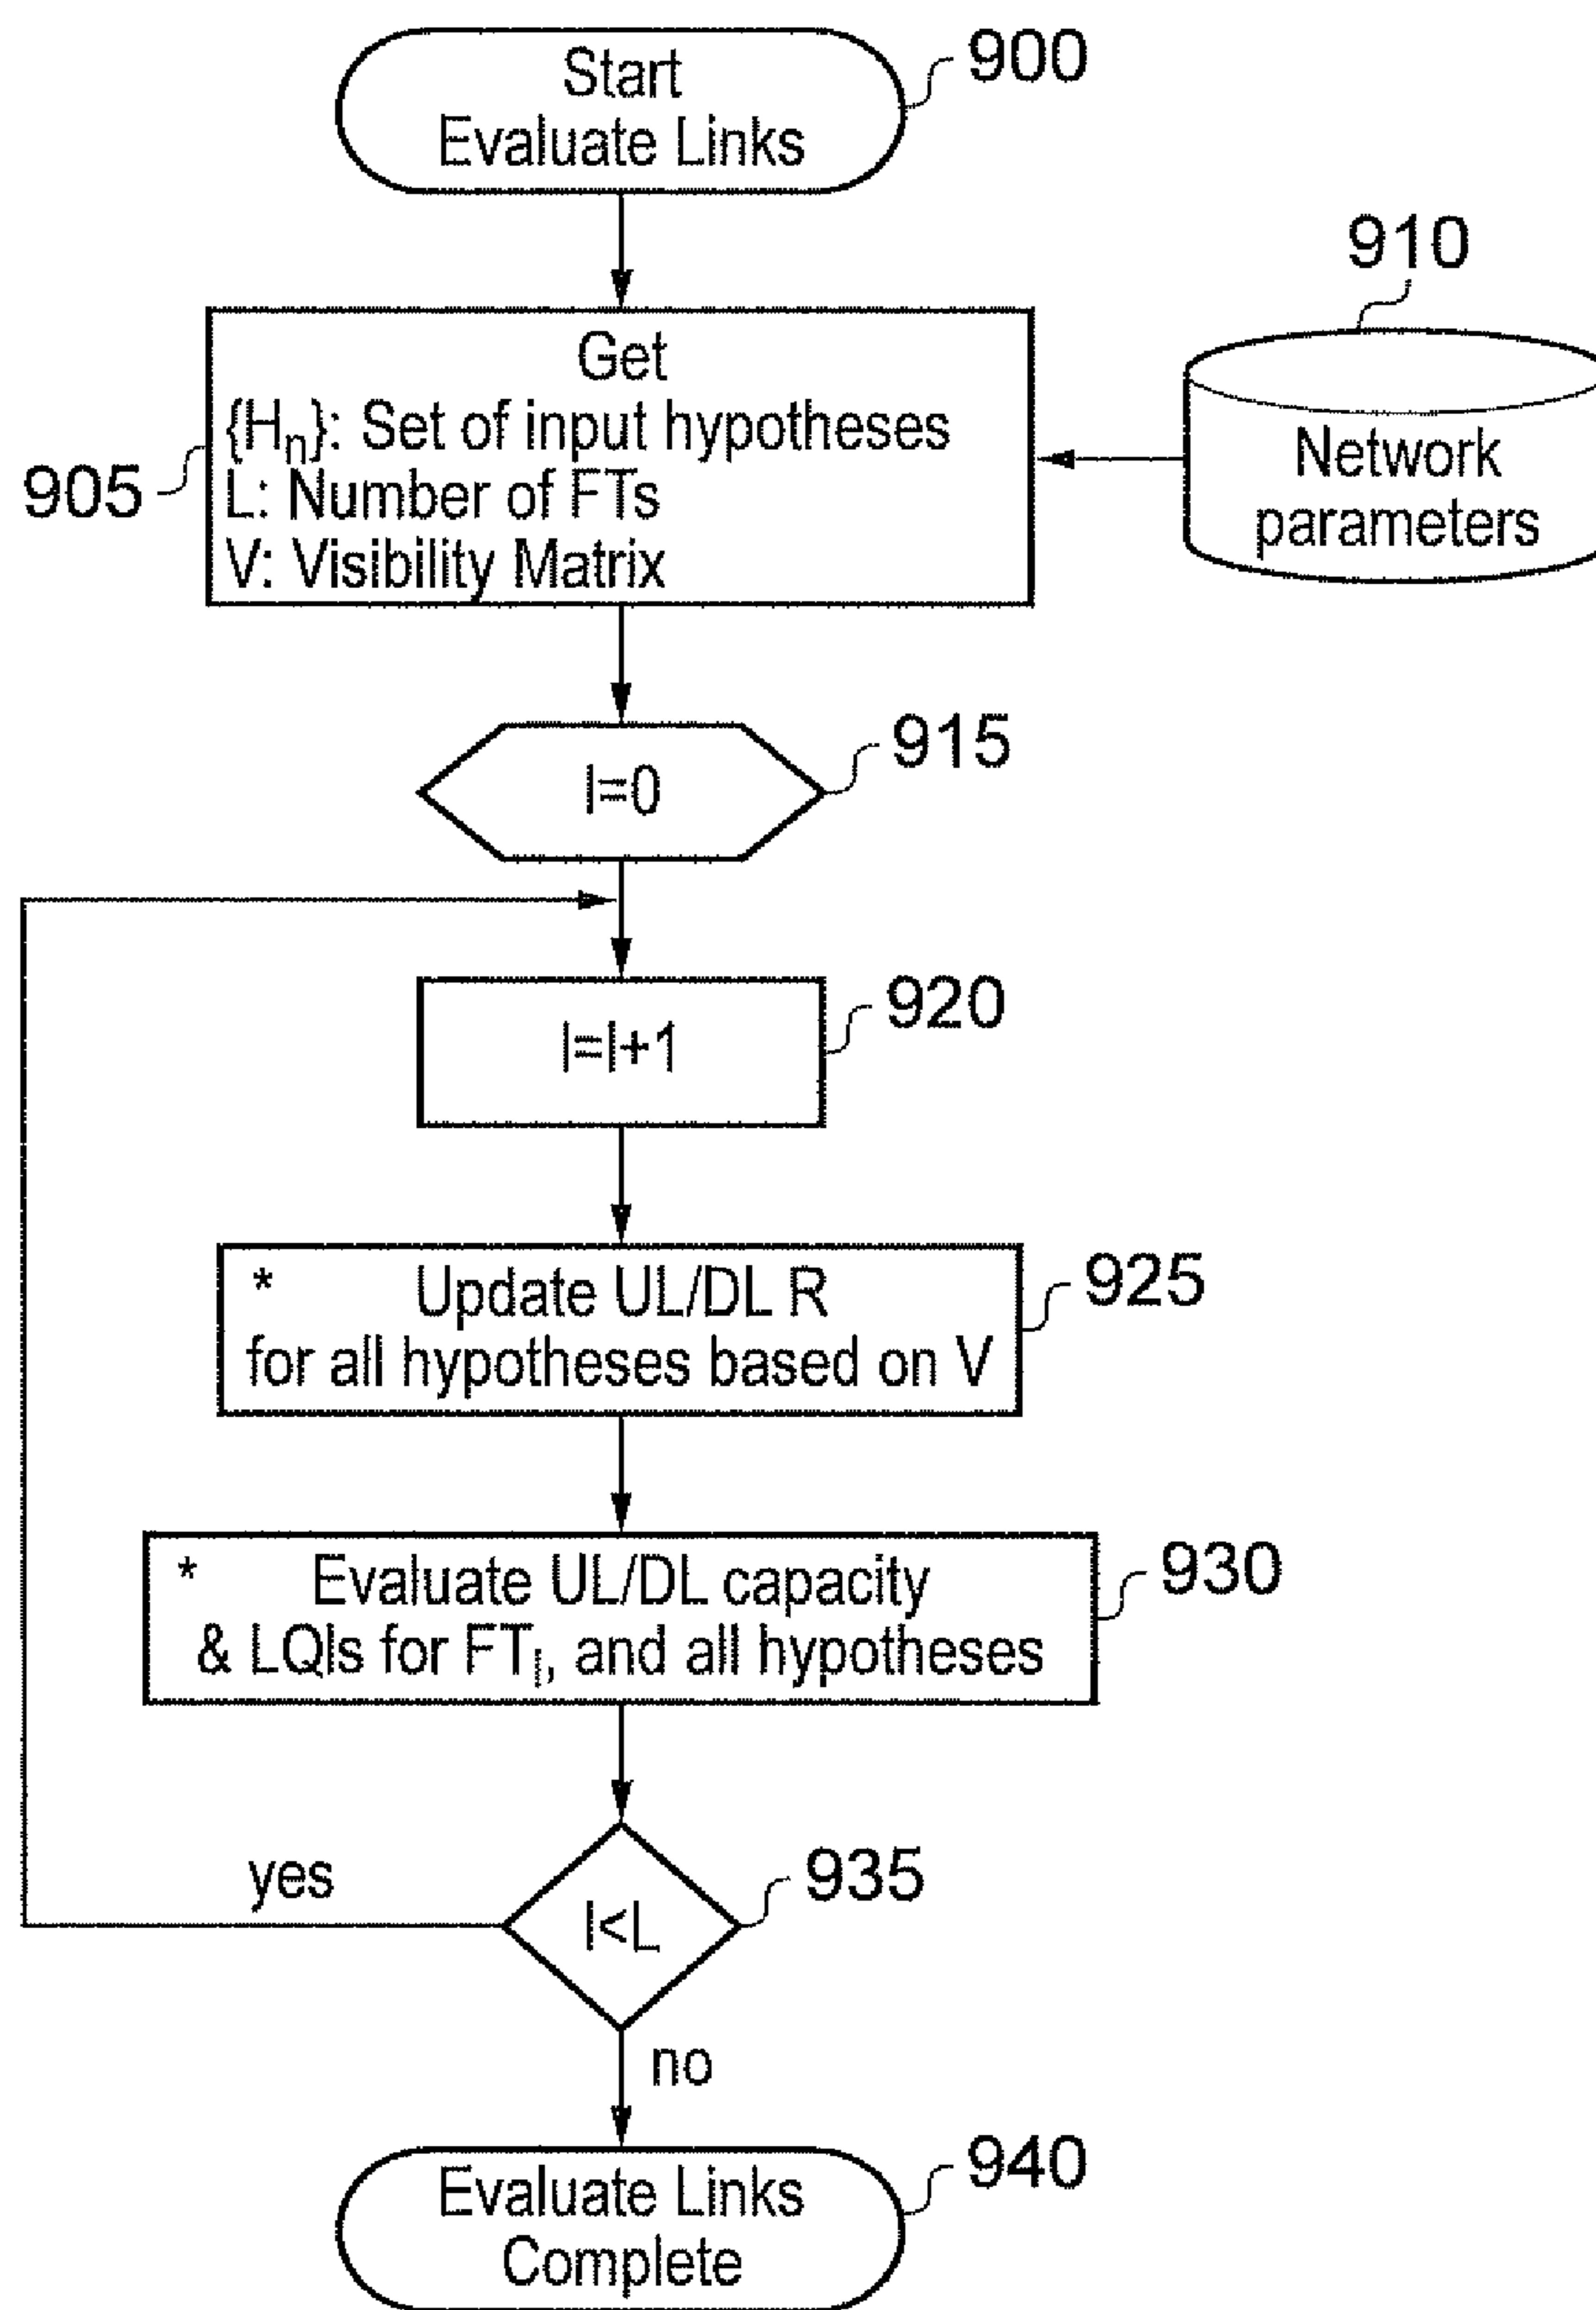 Start
Evaluate Links
900
910
Get
{Hn}: Set of input hypotheses
L: Number of FTs
V: Visibility Matrix
905
Network
parameters
l=0
915
l=l+1
920
* Update UL/DL R
for all hypotheses based on V
925
* Evaluate UL/DL capacity
& LQIs for FTl, and all hypotheses
930
yes
l<L
935
no
Evaluate Links
Complete
940